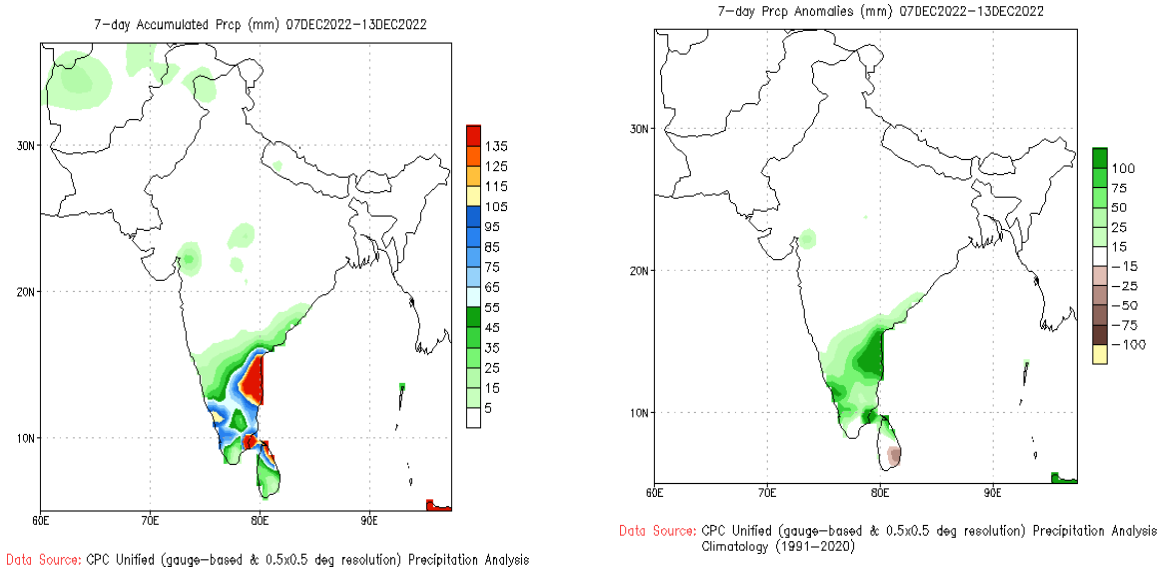 7-day Accumulated Prcp (mm) 07DEC2022-13DEC2022
30N
20N
10N
60E
70E
80E
90E
135
125
115
105
95
85
75
65
55
45
35
25
15
5
Data Source: CPC Unified (gauge-based & 0.5x0.5 deg resolution) Precipitation Analysis
7-day Prcp Anomalies (mm) 07DEC2022-13DEC2022
30N
20N
10N
60E
70E
80E
90E
100
75
50
25
15
-15
-25
-50
-75
-100
Data Source: CPC Unified (gauge-based & 0.5x0.5 deg resolution) Precipitation Analysis
Climatology (1991-2020)